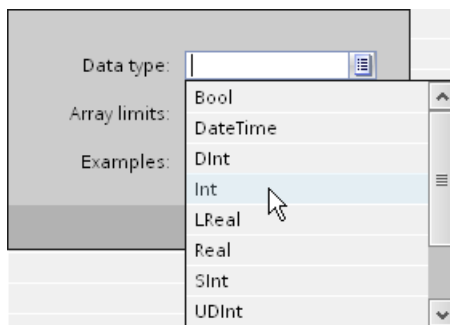 Data type:
Array limits:
Examples:
Bool
DateTime
DInt
Int
LReal
Real
SInt
UDInt